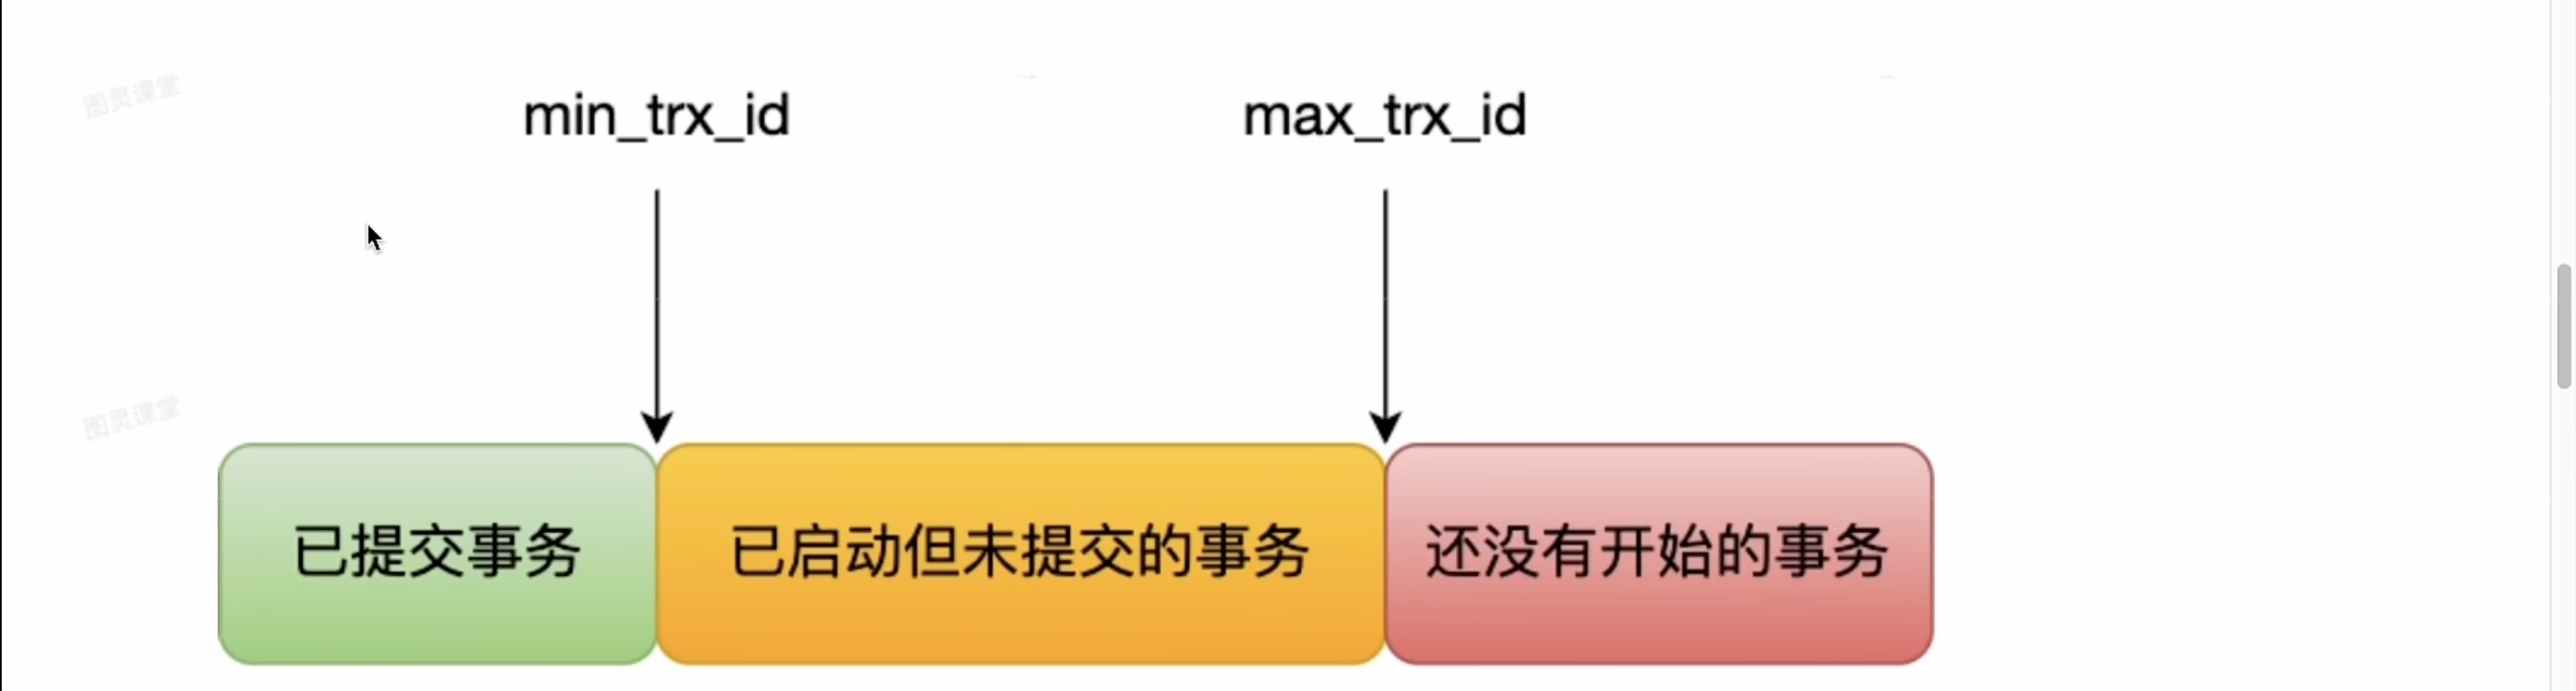 图灵课堂
min_trx_id
max_trx_id
图灵课堂
已提交事务
已启动但未提交的事务
还没有开始的事务